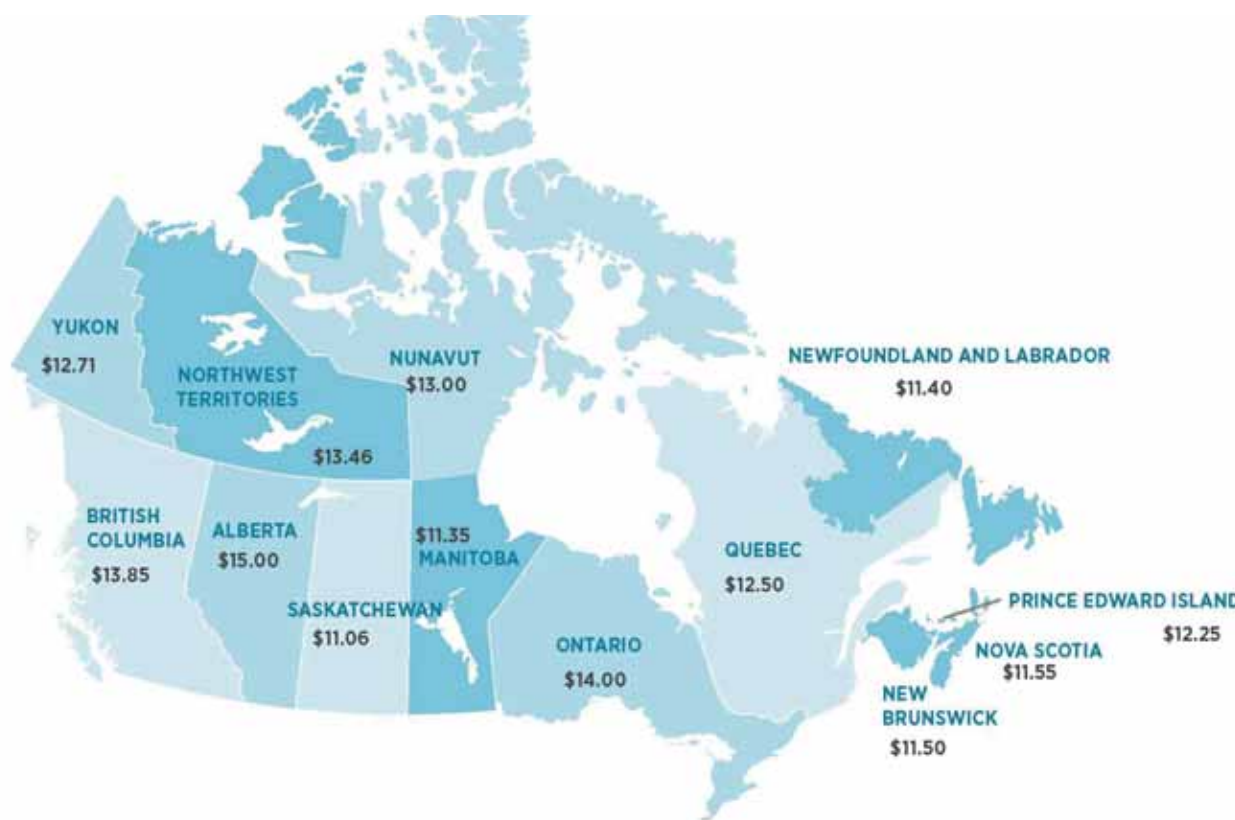 YUKON
$12.71
NORTHWEST
TERRITORIES
$13.46
NUNAVUT
$13.00
NEWFOUNDLAND AND LABRADOR
$11.40
BRITISH
COLUMBIA
$13.85
ALBERTA
$15.00
SASKATCHEWAN
$11.06
$11.35
MANITOBA
ONTARIO
$14.00
QUEBEC
$12.50
PRINCE EDWARD ISLAND
$12.25
NOVA SCOTIA
$11.55
NEW
BRUNSWICK
$11.50